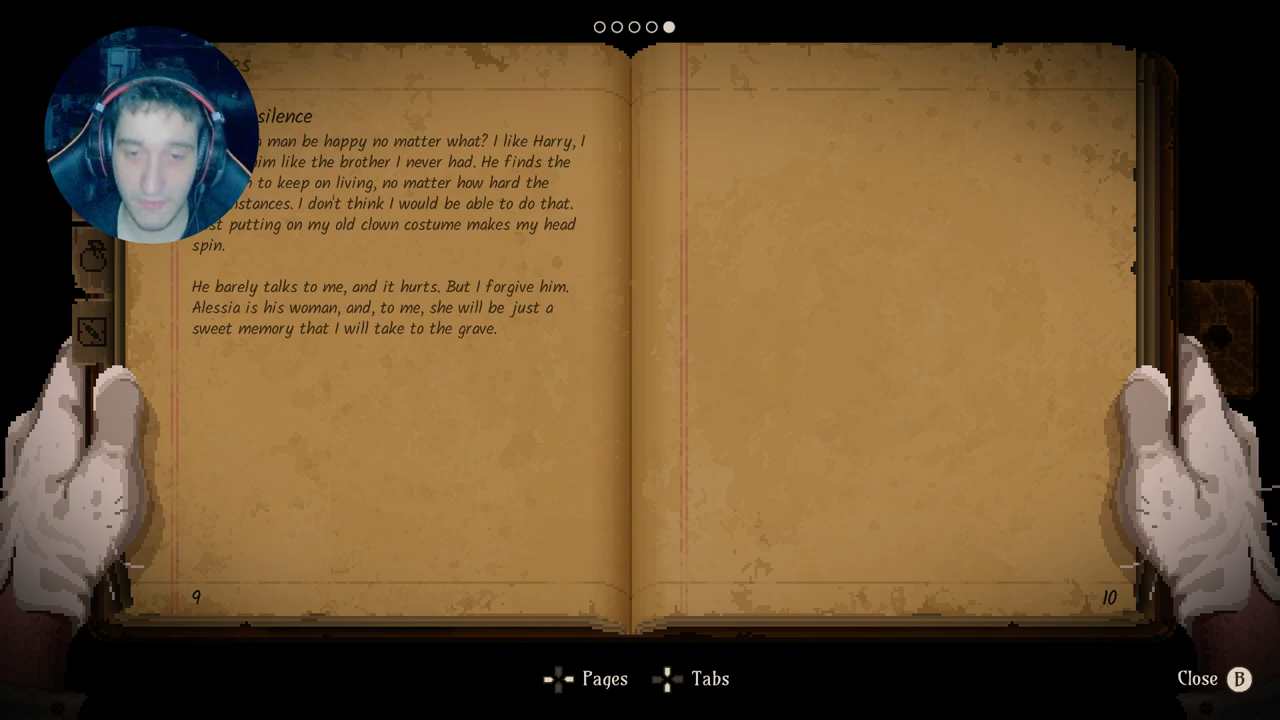 silence
man be happy no matter what? I like Harry, I
him like the brother I never had. He finds the
to keep on living, no matter how hard the
I don't think I would be able to do that.
putting on my old clown costume makes my head
spin.
He barely talks to me, and it hurts. But I forgive him.
Alessia is his woman, and, to me, she will be just a
sweet memory that I will take to the grave.
9
10
Pages
Tabs
Close B